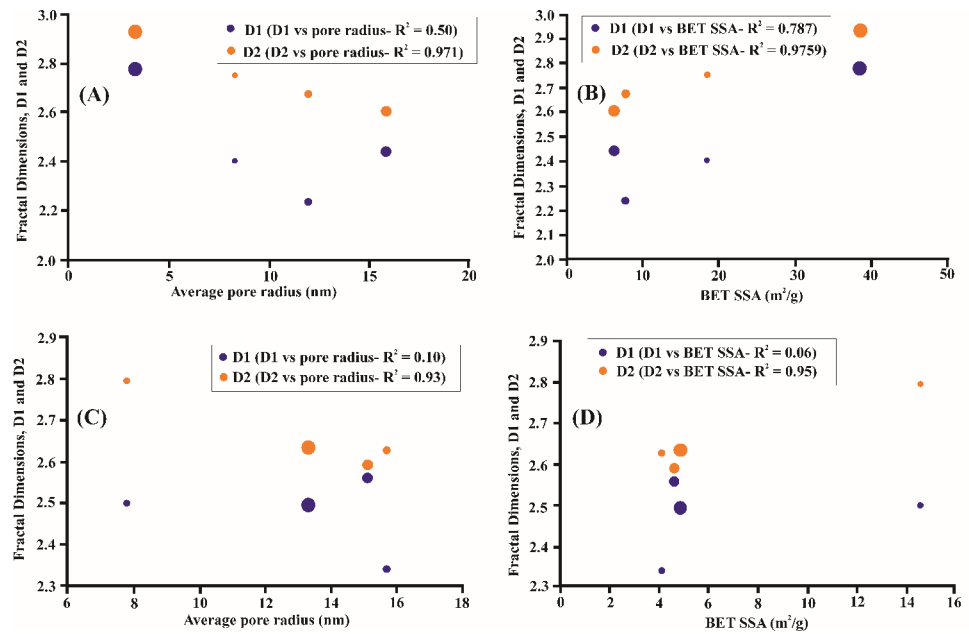 Fractal Dimensions, D1 and D2
3.0
2.8
2.6
2.4
2.2
2.0
(A)
D1 (D1 vs pore radius- R² = 0.50)
D2 (D2 vs pore radius- R² = 0.971)
0 5 10 15 20
Average pore radius (nm)
Fractal Dimensions, D1 and D2
3.0
2.9
2.8
2.7
2.6
2.5
2.4
2.3
2.2
2.1
2.0
(B)
D1 (D1 vs BET SSA- R² = 0.787)
D2 (D2 vs BET SSA- R² = 0.9759)
0 10 20 30 40 50
BET SSA (m²/g)
Fractal Dimensions, D1 and D2
2.9
2.8
2.7
2.6
2.5
2.4
2.3
(C)
D1 (D1 vs pore radius- R² = 0.10)
D2 (D2 vs pore radius- R² = 0.93)
6 8 10 12 14 16 18
Average pore radius (nm)
Fractal Dimensions, D1 and D2
2.9
2.8
2.7
2.6
2.5
2.4
2.3
(D)
D1 (D1 vs BET SSA- R² = 0.06)
D2 (D2 vs BET SSA- R² = 0.95)
0 2 4 6 8 10 12 14 16
BET SSA (m²/g)